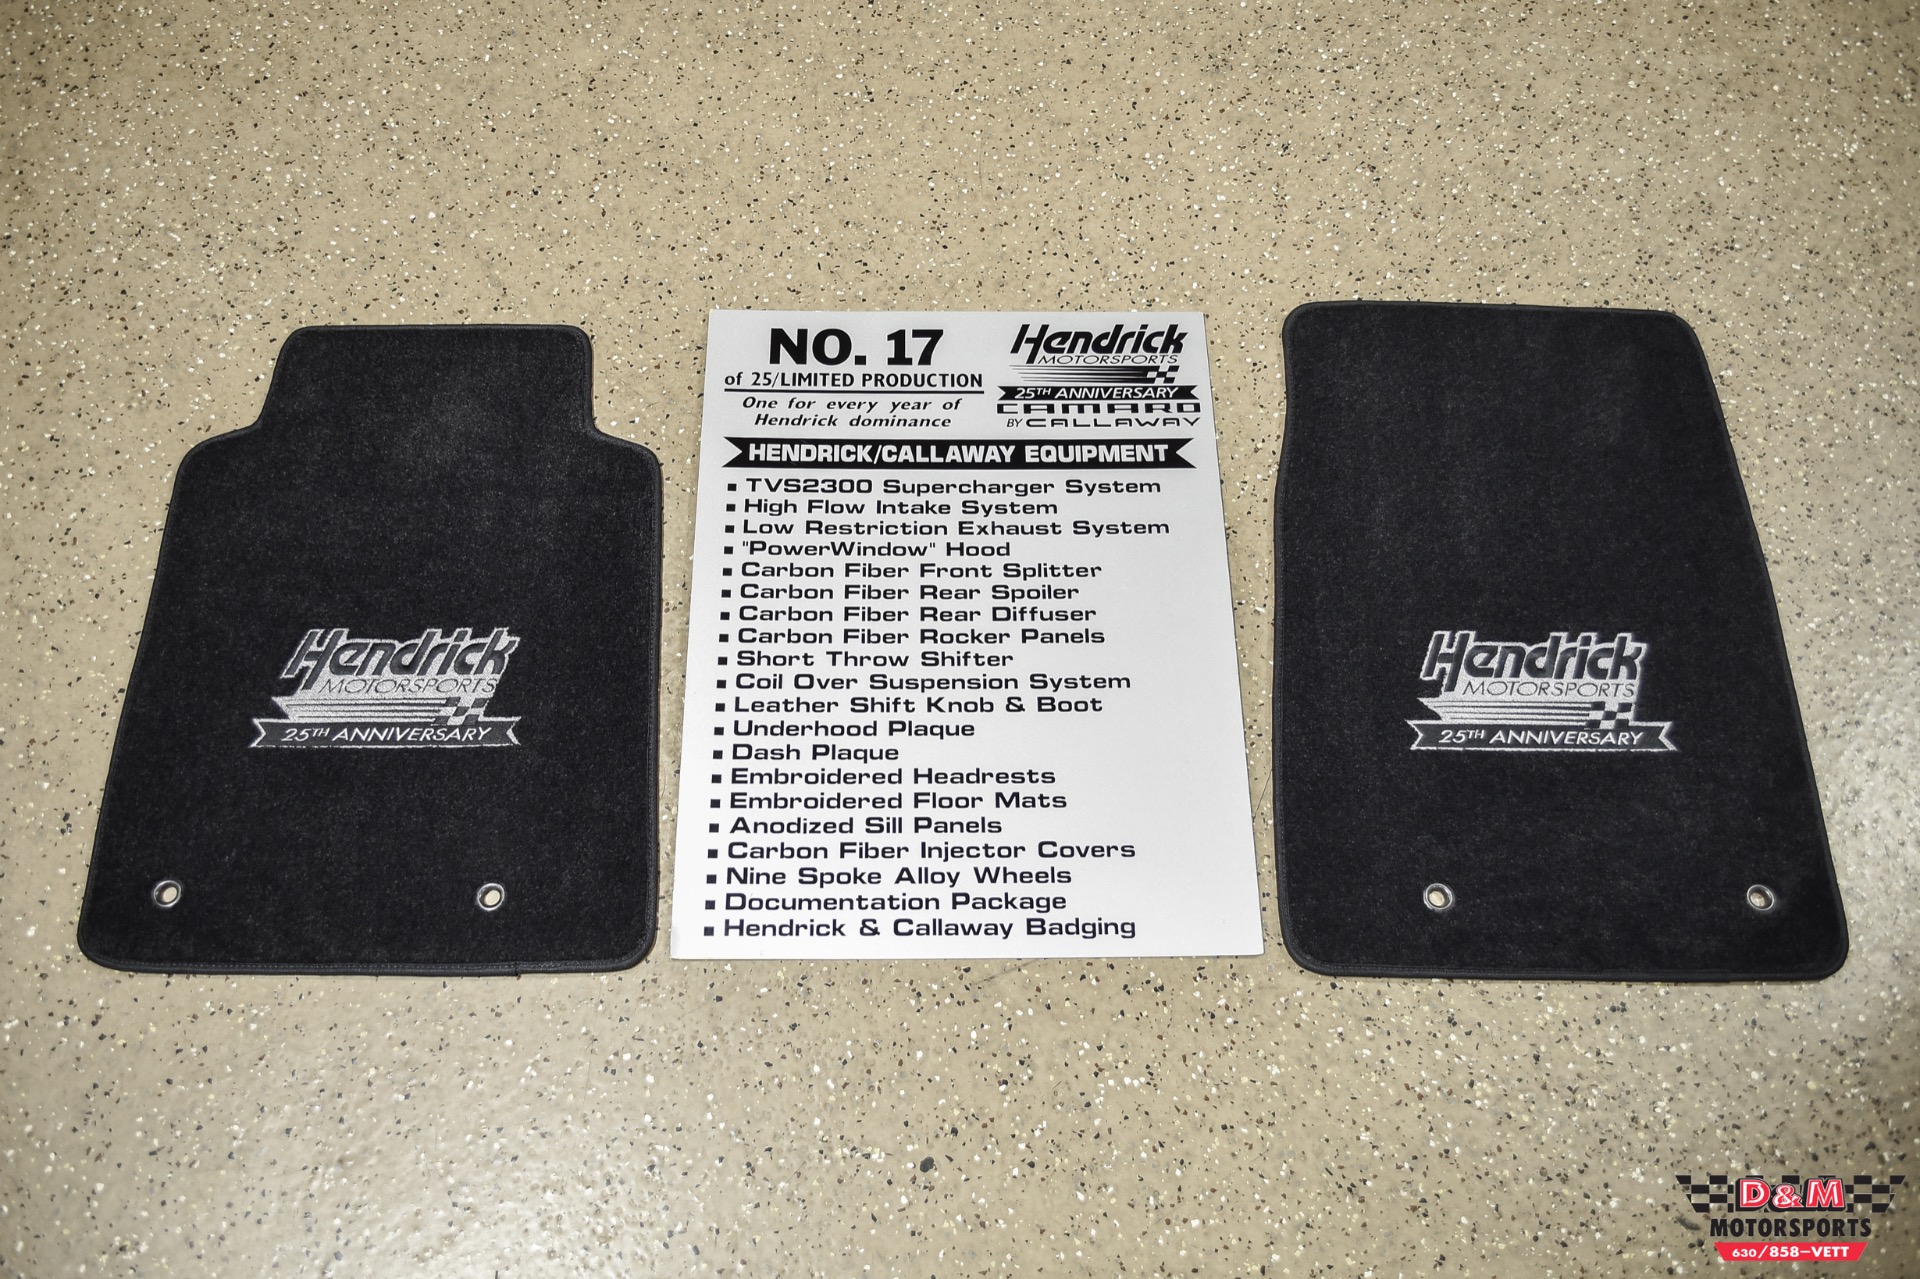 NO. 17
of 25/LIMITED PRODUCTION
One for every year of
Hendrick dominance
Hendrick
MOTORSPORTS
25TH ANNIVERSARY
CAMARO
BY CALLAWAY
HENDRICK/CALLAWAY EQUIPMENT
▪ TVS2300 Supercharger System
▪ High Flow Intake System
▪ Low Restriction Exhaust System
▪ "PowerWindow" Hood
▪ Carbon Fiber Front Splitter
▪ Carbon Fiber Rear Spoiler
▪ Carbon Fiber Rear Diffuser
▪ Carbon Fiber Rocker Panels
▪ Short Throw Shifter
▪ Coil Over Suspension System
▪ Leather Shift Knob & Boot
▪ Underhood Plaque
▪ Dash Plaque
▪ Embroidered Headrests
▪ Embroidered Floor Mats
▪ Anodized Sill Panels
▪ Carbon Fiber Injector Covers
▪ Nine Spoke Alloy Wheels
▪ Documentation Package
▪ Hendrick & Callaway Badging
Hendrick
MOTORSPORTS
25TH ANNIVERSARY
Hendrick
MOTORSPORTS
25TH ANNIVERSARY
D&M
MOTORSPORTS
630/858-VETT